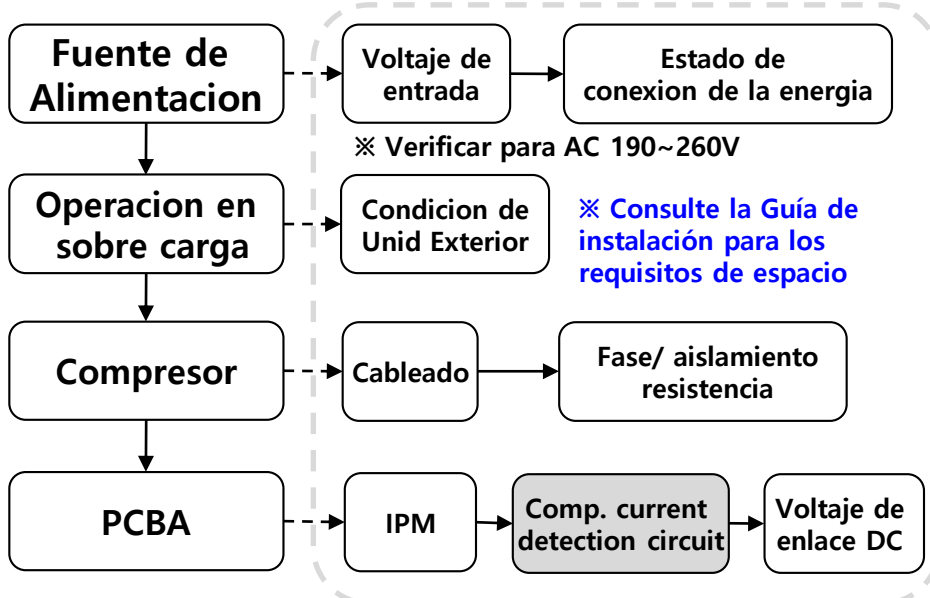 Fuente de
Alimentacion
Voltaje de
entrada
Estado de
conexion de la energia
※ Verificar para AC 190~260V
Operacion en
sobre carga
Condicion de
Unid Exterior
※ Consulte la Guía de
instalación para los
requisitos de espacio
Compresor
Cableado
Fase/ aislamiento
resistencia
PCBA
IPM
Comp. current
detection circuit
Voltaje de
enlace DC